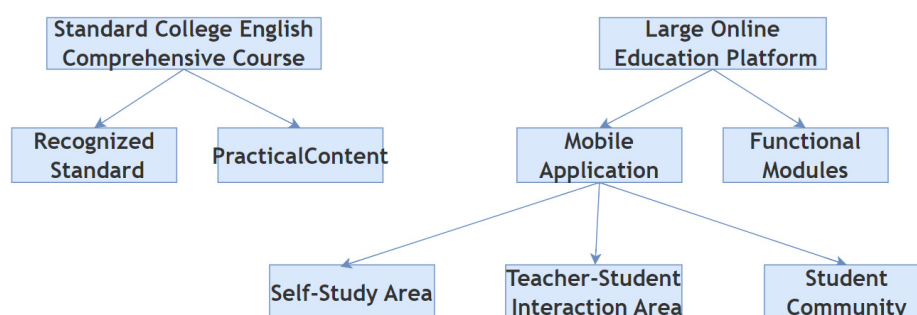 Standard College English
Comprehensive Course
Large Online
Education Platform
Recognized
Standard
PracticalContent
Mobile
Application
Functional
Modules
Self-Study Area
Teacher-Student
Interaction Area
Student
Community